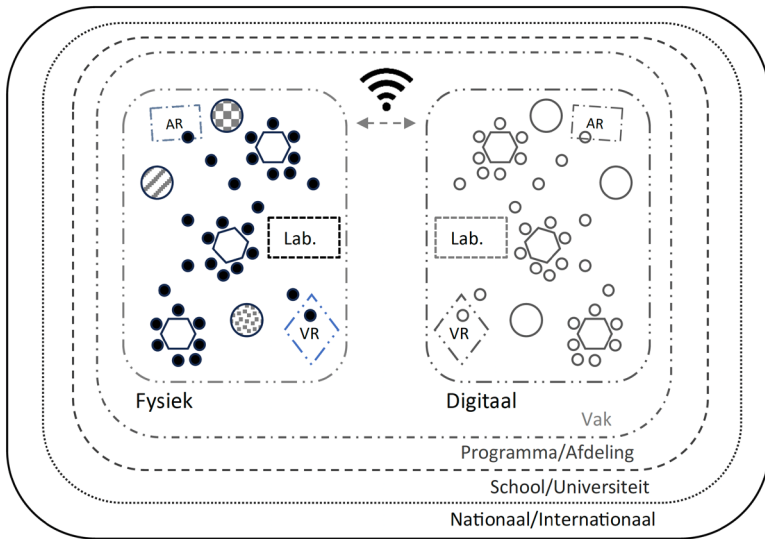 AR
AR
Lab.
Lab.
VR
VR
Fysiek
Digitaal
Vak
Programma/Afdeling
School/Universiteit
Nationaal/Internationaal